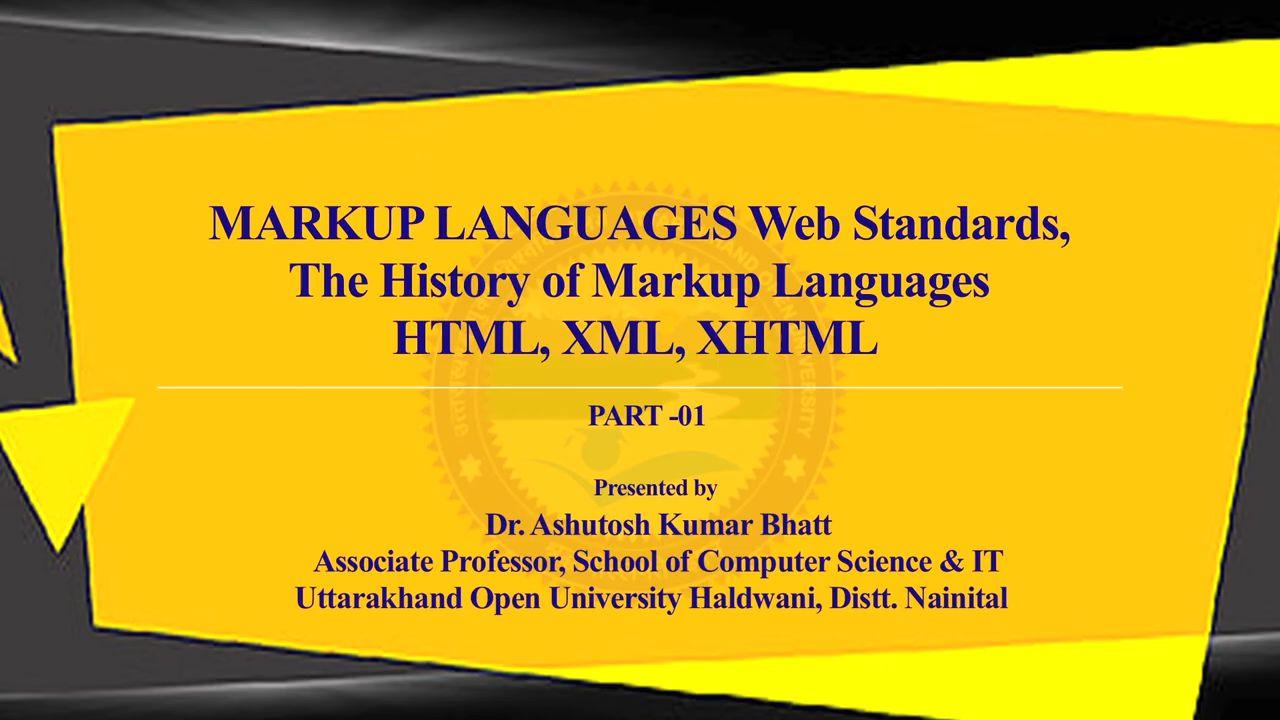 MARKUP LANGUAGES Web Standards,
The History of Markup Languages
HTML, XML, XHTML
PART -01
Presented by
Dr. Ashutosh Kumar Bhatt
Associate Professor, School of Computer Science & IT
Uttarakhand Open University Haldwani, Distt. Nainital